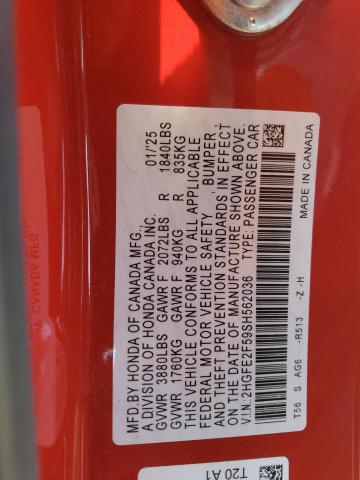 MFD.BY HONDA OF CANADA MFG.,
A DIVISION OF HONDA CANADA INC. 01/25
GVWR 3880LBS GAWR F 2072LBS R 1840LBS
GVWR 1760KG GAWR F 940KG R 835KG
THIS VEHICLE CONFORMS TO ALL APPLICABLE
FEDERAL MOTOR VEHICLE SAFETY, BUMPER,
AND THEFT PREVENTION STANDARDS IN EFFECT
ON THE DATE OF MANUFACTURE SHOWN ABOVE.
V.I.N.:2HGFE2F59SH562036 TYPE: PASSENGER CAR
T56 S AG6 -R513 -Z -H MADE IN CANADA
T20 A1